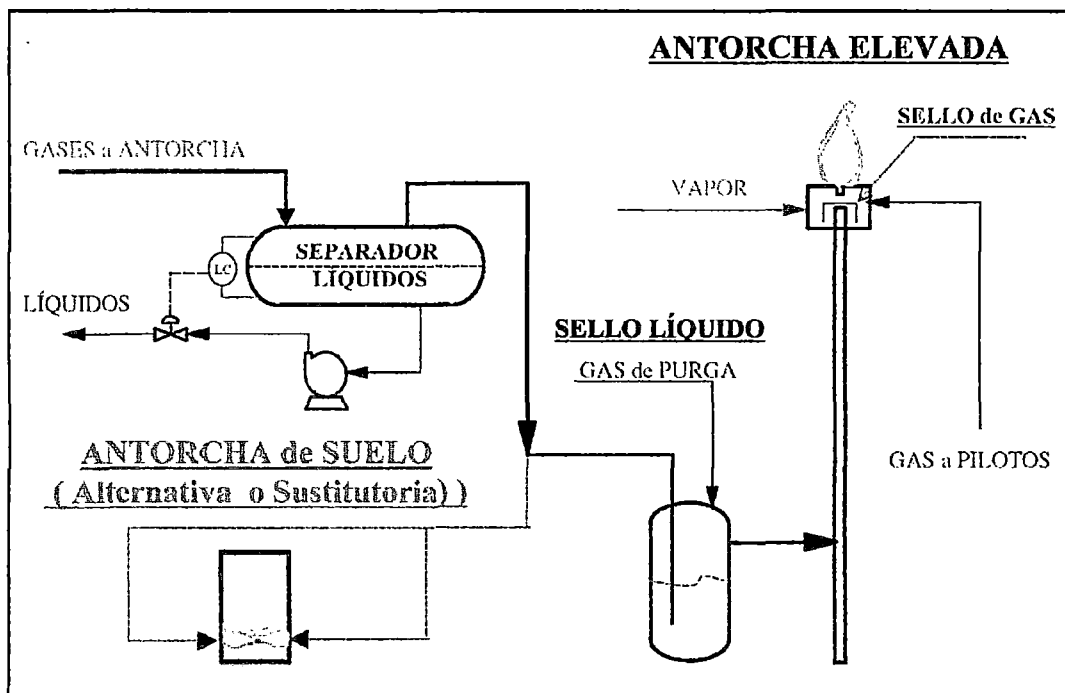 ANTORCHA ELEVADA
SELLO de GAS
GASES a ANTORCHA
VAPOR
SEPARADOR
LÍQUIDOS
LC
LÍQUIDOS
SELLO LÍQUIDO
GAS de PURGA
ANTORCHA de SUELO
( Alternativa o Sustitutoria) )
GAS a PILOTOS